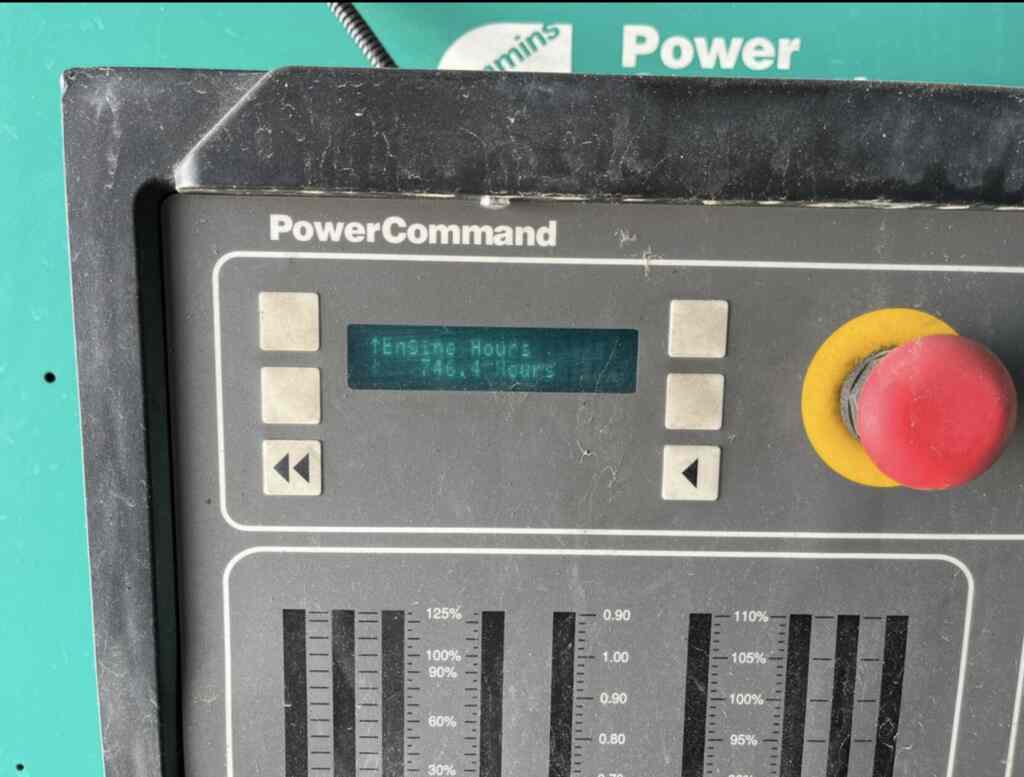 mmins
Power
PowerCommand
↑Engine Hours
746.4 Hours
125%
100%
90%
60%
30%
0.90
1.00
0.90
0.80
110%
105%
100%
95%